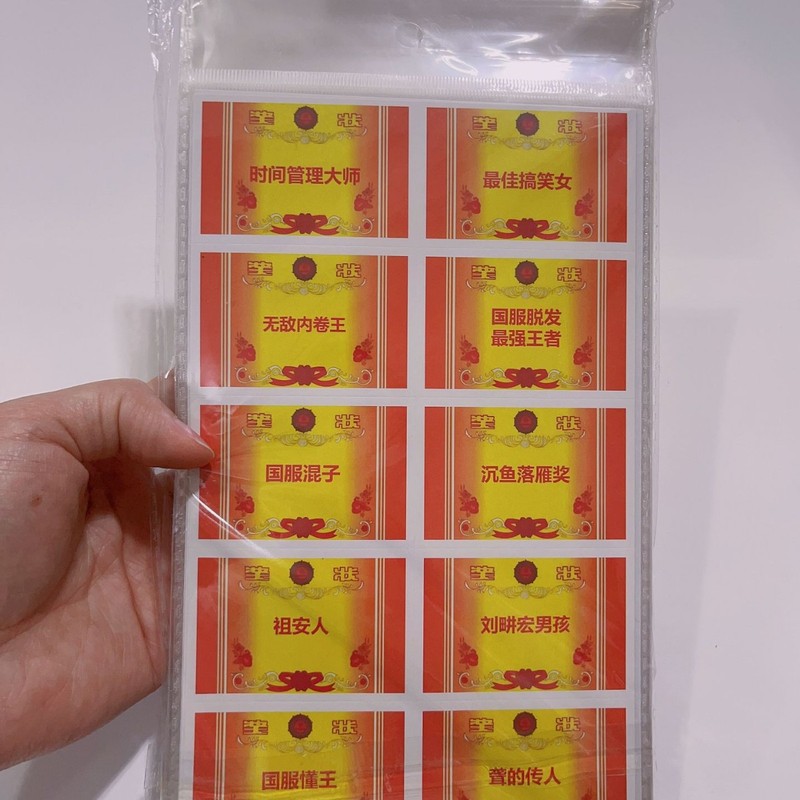 奖 状
时间管理大师
奖 状
最佳搞笑女
奖 状
无敌内卷王
奖 状
国服脱发
最强王者
奖 状
国服混子
奖 状
沉鱼落雁奖
奖 状
祖安人
奖 状
刘畊宏男孩
奖 状
国服懂王
奖 状
聋的传人